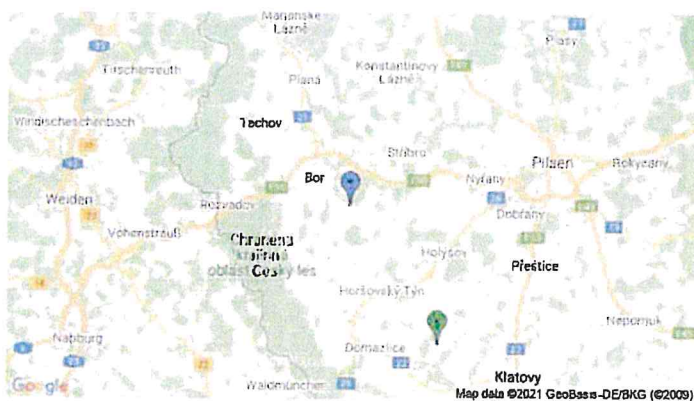 Mariánské
Lázně
Plasy
Tirschenreuth
Planá
Konstantinovy
Lázně
Windischeschenbach
Tachov
Stříbro
Pilsen
Rokycany
Bor
Nýřany
Weiden
Rozvadov
Dobřany
Vohenstrauß
Chráněná
krajinná
oblast Český les
Holýšov
Přeštice
Horšovský Týn
Nepomuk
Nabburg
Domažlice
Waldmünchen
Klatovy
Google
Map data ©2021 GeoBasis-DE/BKG (©2009)